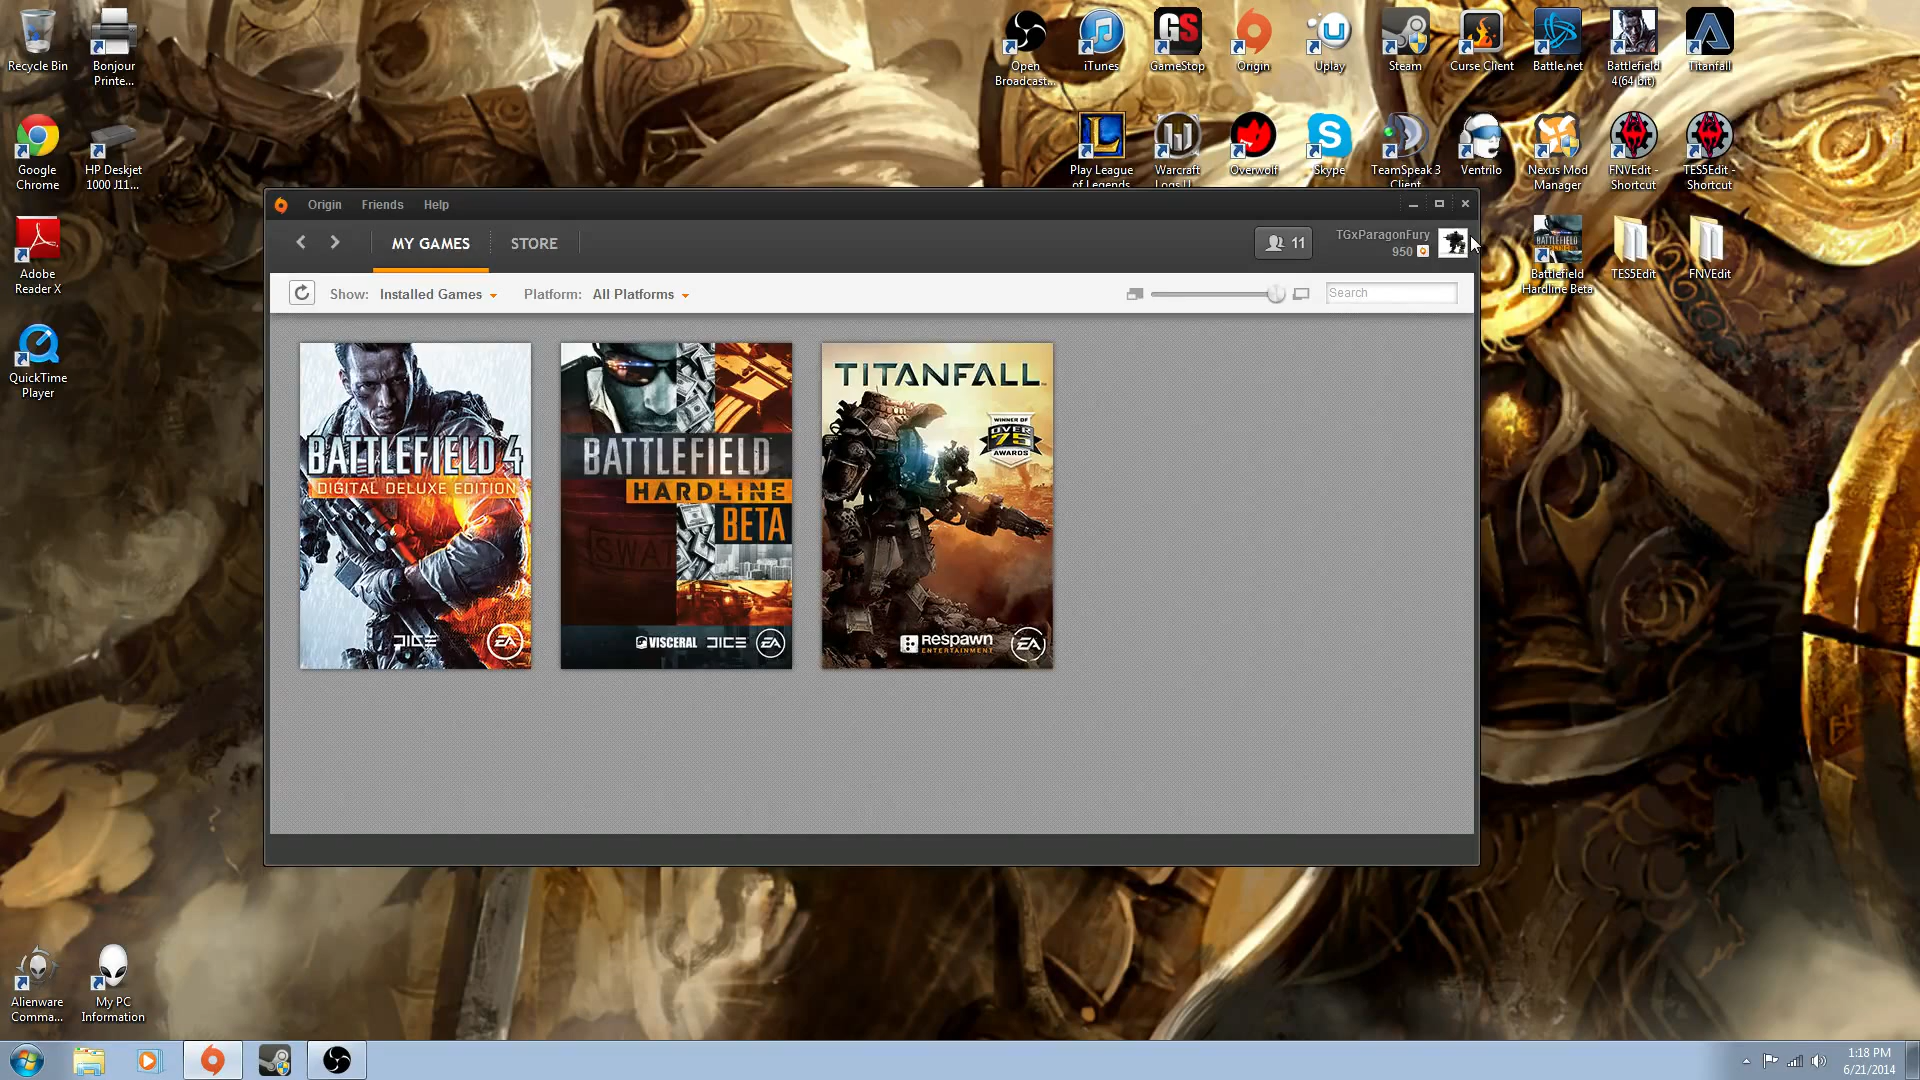 Recycle Bin
Bonjour
Printe...
Google
Chrome
HP Deskjet
1000 J11...
Adobe
Reader X
QuickTime
Player
Open
Broadcast...
iTunes
GameStop
Origin
Uplay
Steam
Curse Client
Battle.net
Battlefield
4(64 bit)
Titanfall
Play League
of Legends
Warcraft
Logs U...
Overwolf
Skype
TeamSpeak 3
Client
Ventrilo
Nexus Mod
Manager
FNVEdit -
Shortcut
TES5Edit -
Shortcut
Battlefield
Hardline Beta
TES5Edit
FNVEdit
Origin
Friends
Help
MY GAMES
STORE
11
TGxParagonFury
950
Show: Installed Games
Platform: All Platforms
Search
BATTLEFIELD 4
DIGITAL DELUXE EDITION
DICE
EA
BATTLEFIELD
HARDLINE
BETA
SWAT
VISCERAL DICE EA
TITANFALL
WINNER OF
OVER
75
AWARDS
RESPAWN
ENTERTAINMENT
EA
Alienware
Comma...
My PC
Information
1:18 PM
6/21/2014